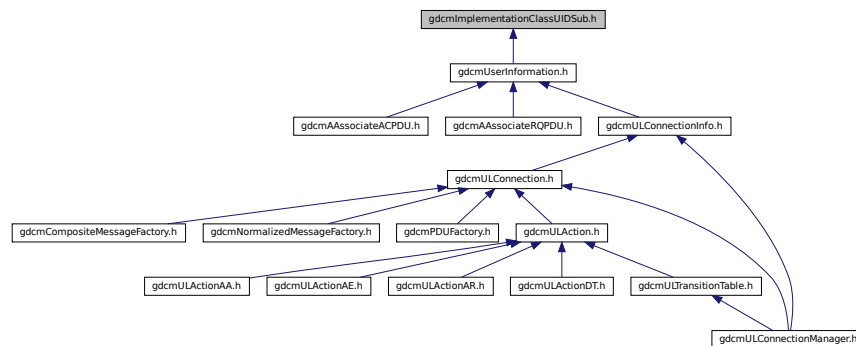 gdcmImplementationClassUIDSub.h
gdcmUserInformation.h
gdcmAAssociateACPDU.h
gdcmAAssociateRQPDU.h
gdcmULConnectionInfo.h
gdcmULConnection.h
gdcmCompositeMessageFactory.h
gdcmNormalizedMessageFactory.h
gdcmPDUFactory.h
gdcmULAction.h
gdcmULActionAA.h
gdcmULActionAE.h
gdcmULActionAR.h
gdcmULActionDT.h
gdcmULTransitionTable.h
gdcmULConnectionManager.h